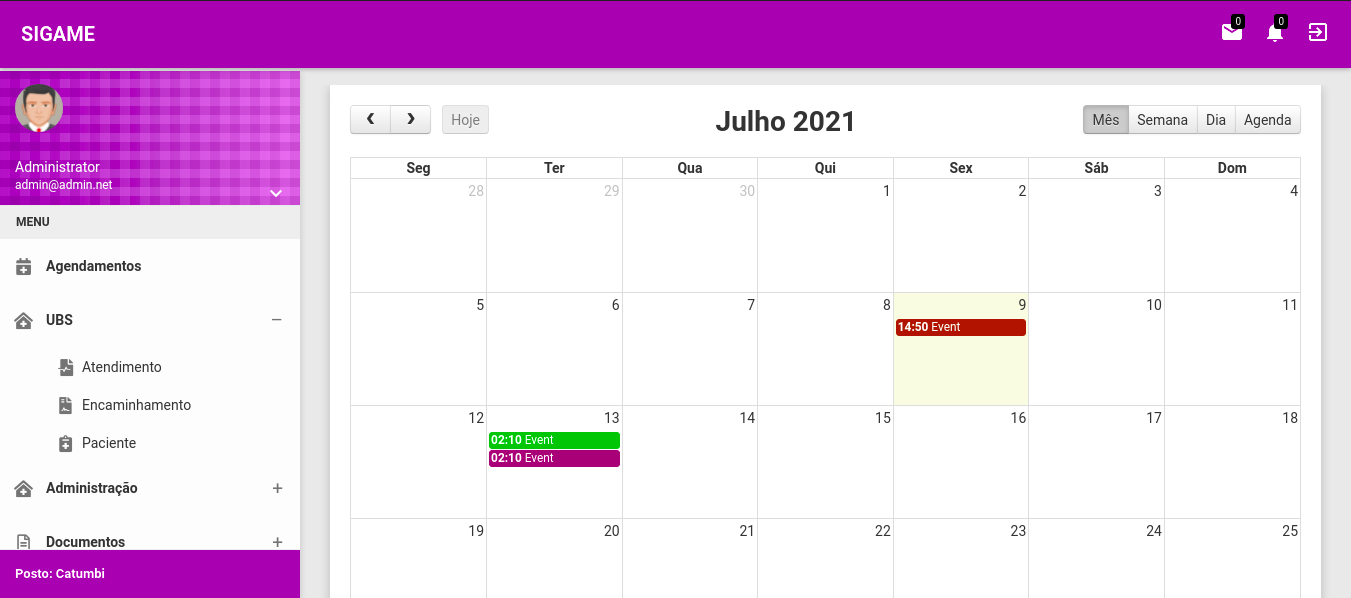 SIGAME
0
0
Administrator
admin@admin.net
MENU
Agendamentos
UBS
Atendimento
Encaminhamento
Paciente
Administração
Documentos
Posto: Catumbi
Hoje
Julho 2021
Mês Semana Dia Agenda
Seg Ter Qua Qui Sex Sáb Dom
28 29 30 1 2 3 4
5 6 7 8 9 10 11
14:50 Event
12 13 14 15 16 17 18
02:10 Event
02:10 Event
19 20 21 22 23 24 25